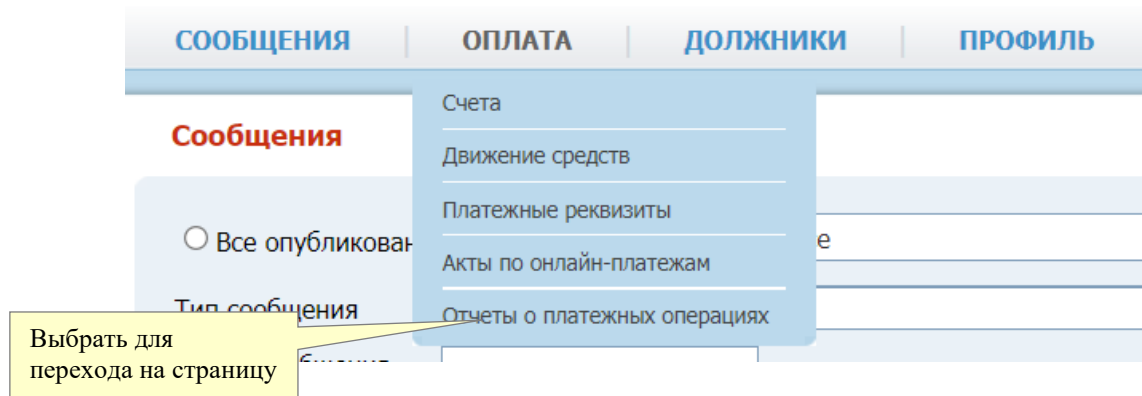 СООБЩЕНИЯ ОПЛАТА ДОЛЖНИКИ ПРОФИЛЬ
Счета
Сообщения
Движение средств
Платежные реквизиты
Все опубликован
е
Акты по онлайн-платежам
Тип сообщения
Отчеты о платежных операциях
Выбрать для
перехода на страницу